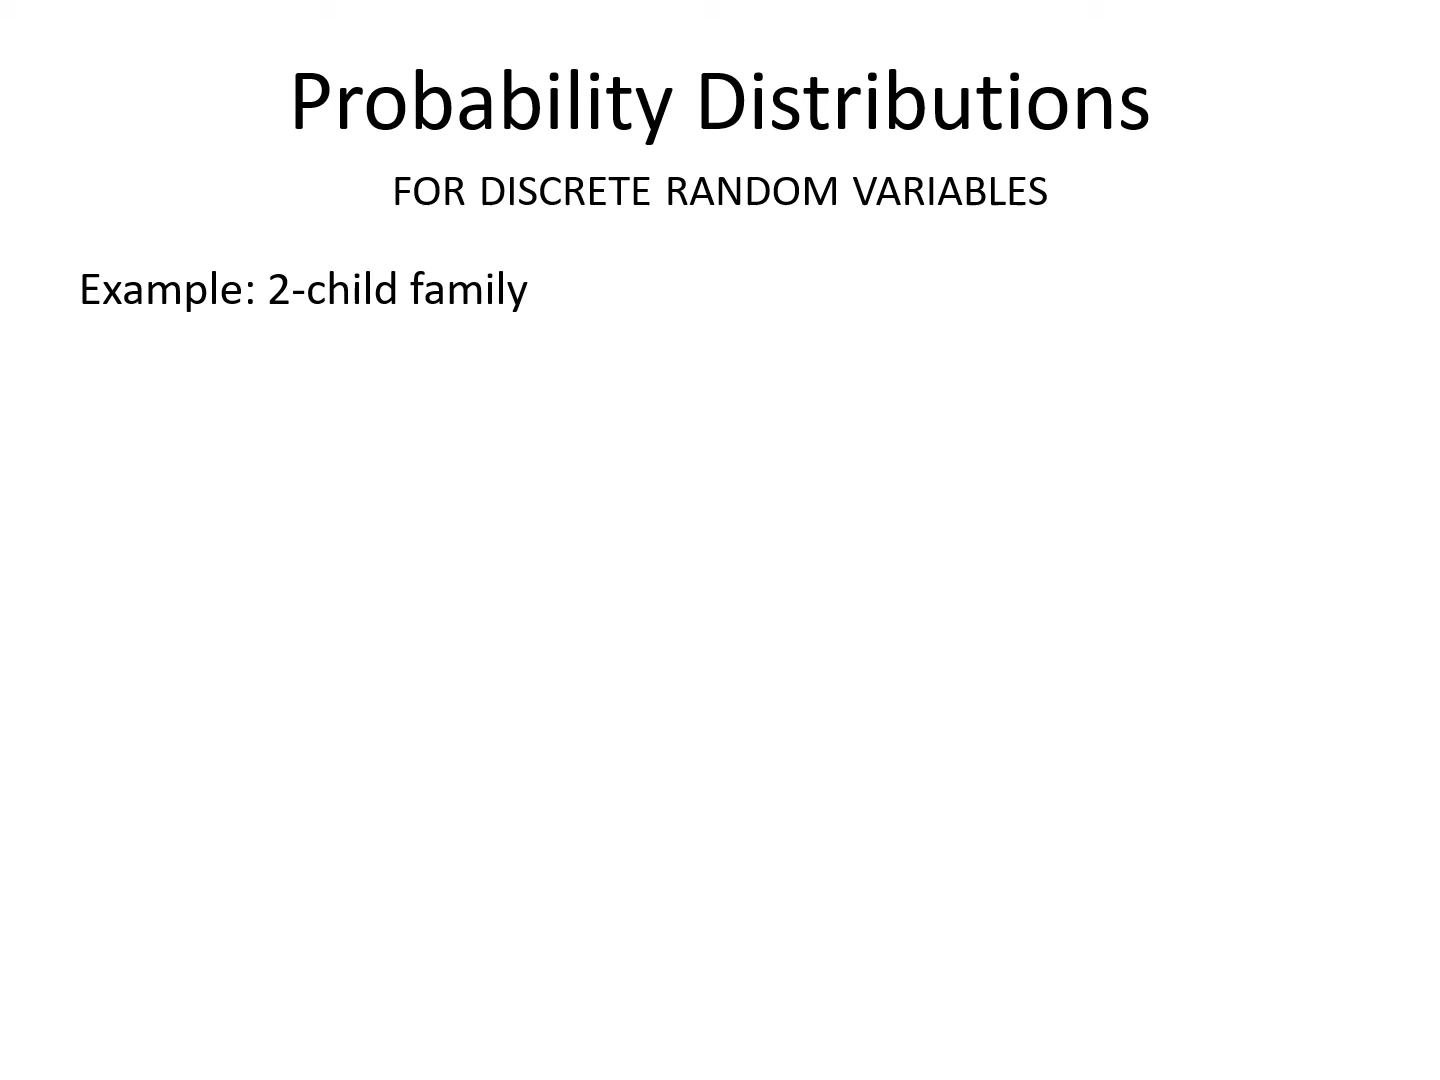 Probability Distributions
FOR DISCRETE RANDOM VARIABLES
Example: 2-child family